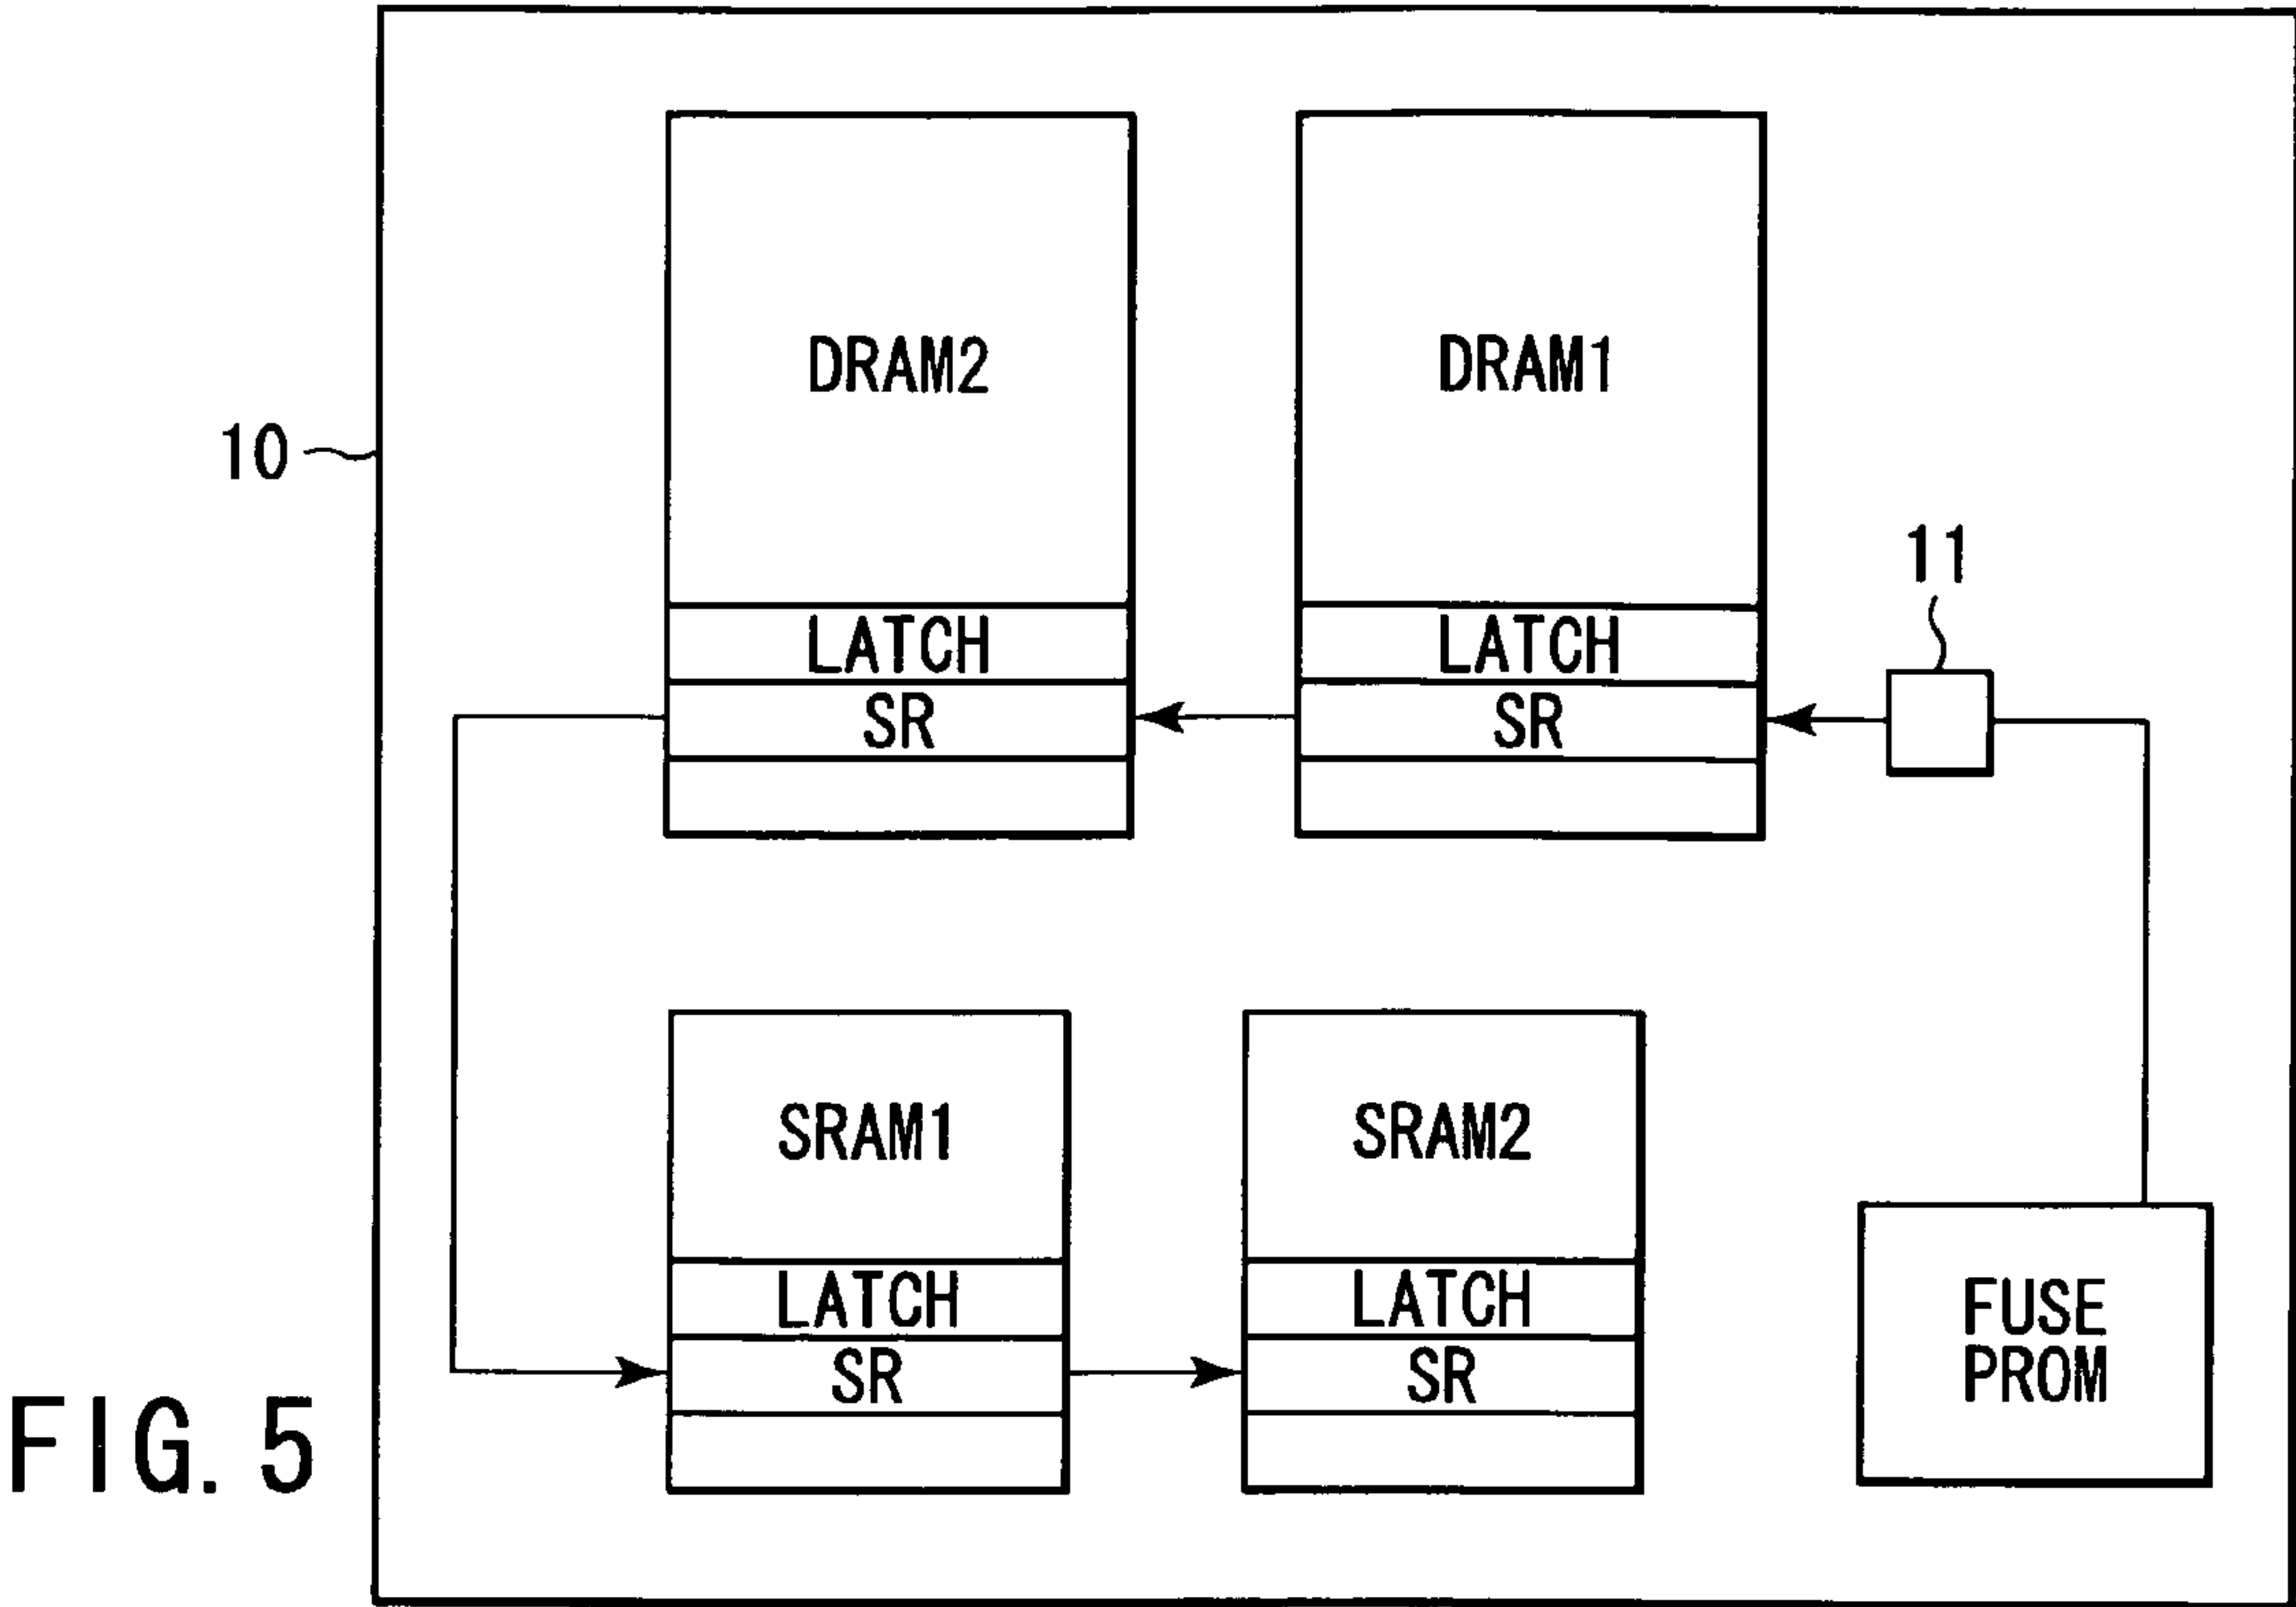 DRAM2
DRAM1
10
11
LATCH
LATCH
SR
SR
SRAM1
SRAM2
LATCH
LATCH
FUSE
PROM
SR
SR
FIG. 5